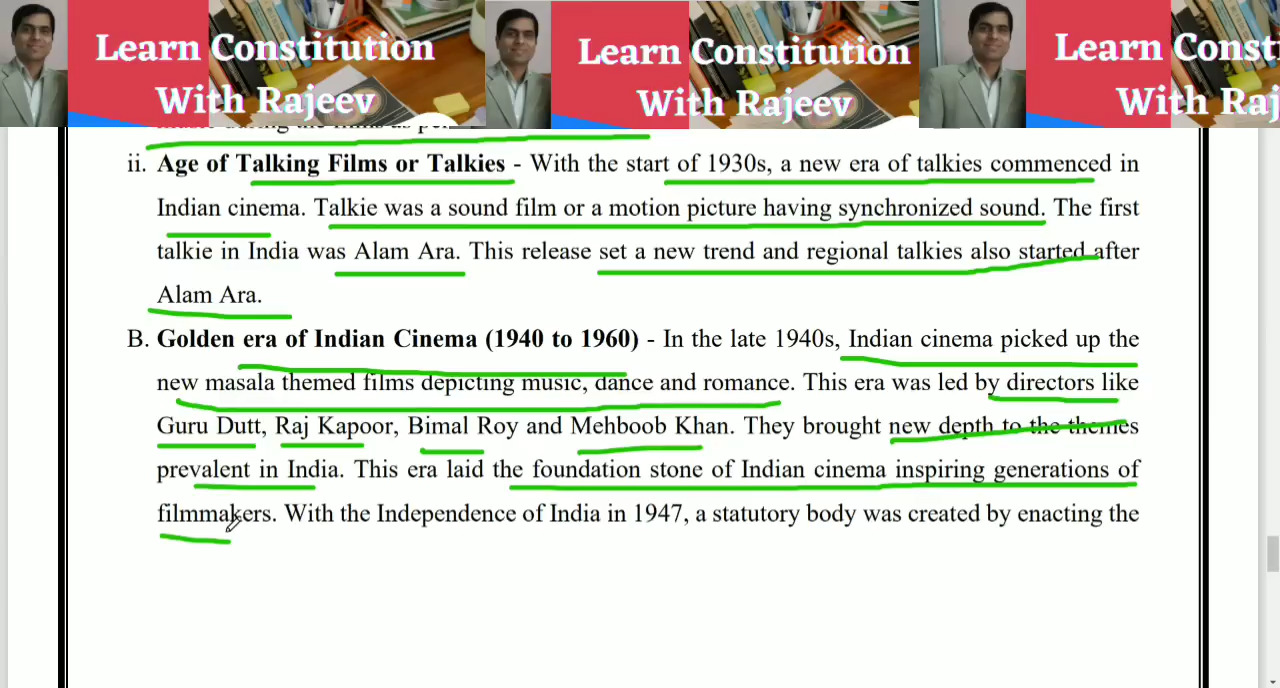 Learn Constitution
With Rajeev
Learn Constitution
With Rajeev
Learn Consti
With Raj
ii. Age of Talking Films or Talkies - With the start of 1930s, a new era of talkies commenced in
Indian cinema. Talkie was a sound film or a motion picture having synchronized sound. The first
talkie in India was Alam Ara. This release set a new trend and regional talkies also started after
Alam Ara.
B. Golden era of Indian Cinema (1940 to 1960) - In the late 1940s, Indian cinema picked up the
new masala themed films depicting music, dance and romance. This era was led by directors like
Guru Dutt, Raj Kapoor, Bimal Roy and Mehboob Khan. They brought new depth to the themes
prevalent in India. This era laid the foundation stone of Indian cinema inspiring generations of
filmmakers. With the Independence of India in 1947, a statutory body was created by enacting the